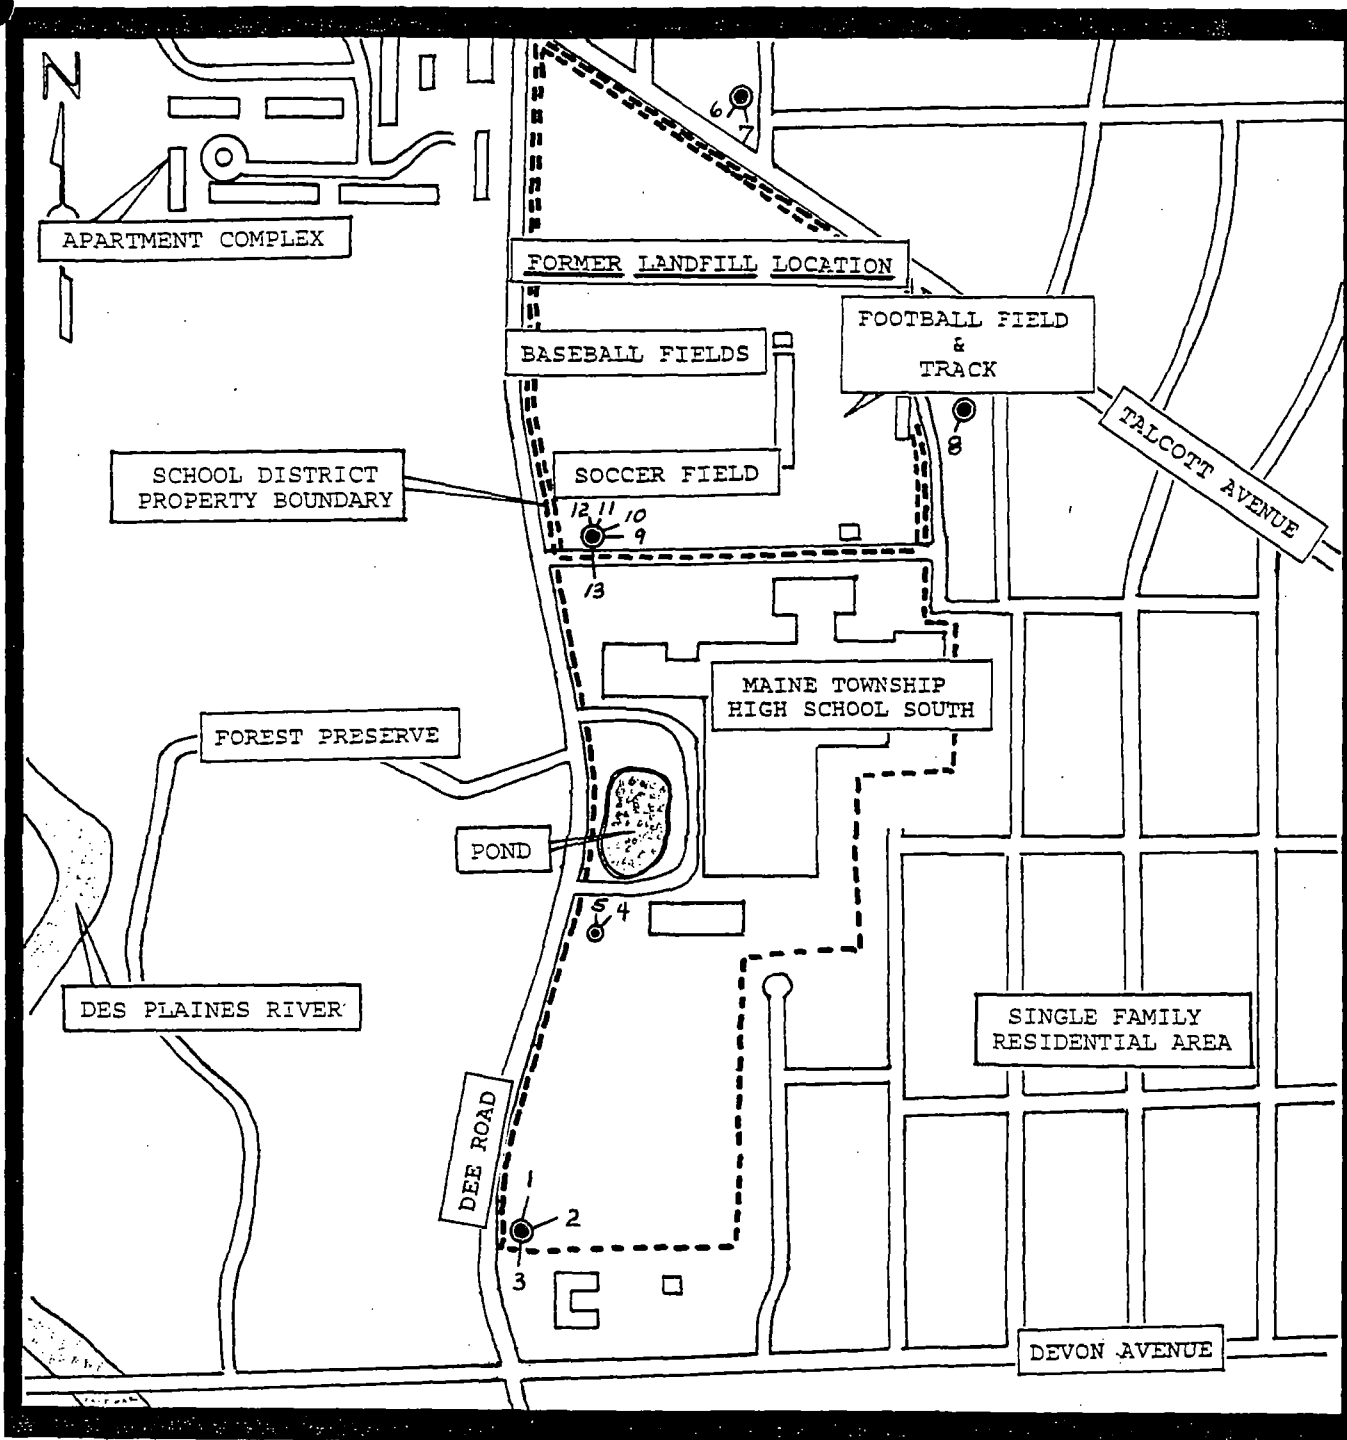 N
6
7
APARTMENT COMPLEX
FORMER LANDFILL LOCATION
FOOTBALL FIELD
&
TRACK
BASEBALL FIELDS
8
TALCOTT AVENUE
SCHOOL DISTRICT
PROPERTY BOUNDARY
SOCCER FIELD
12 11 10
9
13
MAINE TOWNSHIP
HIGH SCHOOL SOUTH
FOREST PRESERVE
POND
5 4
DES PLAINES RIVER
SINGLE FAMILY
RESIDENTIAL AREA
DEE ROAD
1
2
3
DEVON AVENUE